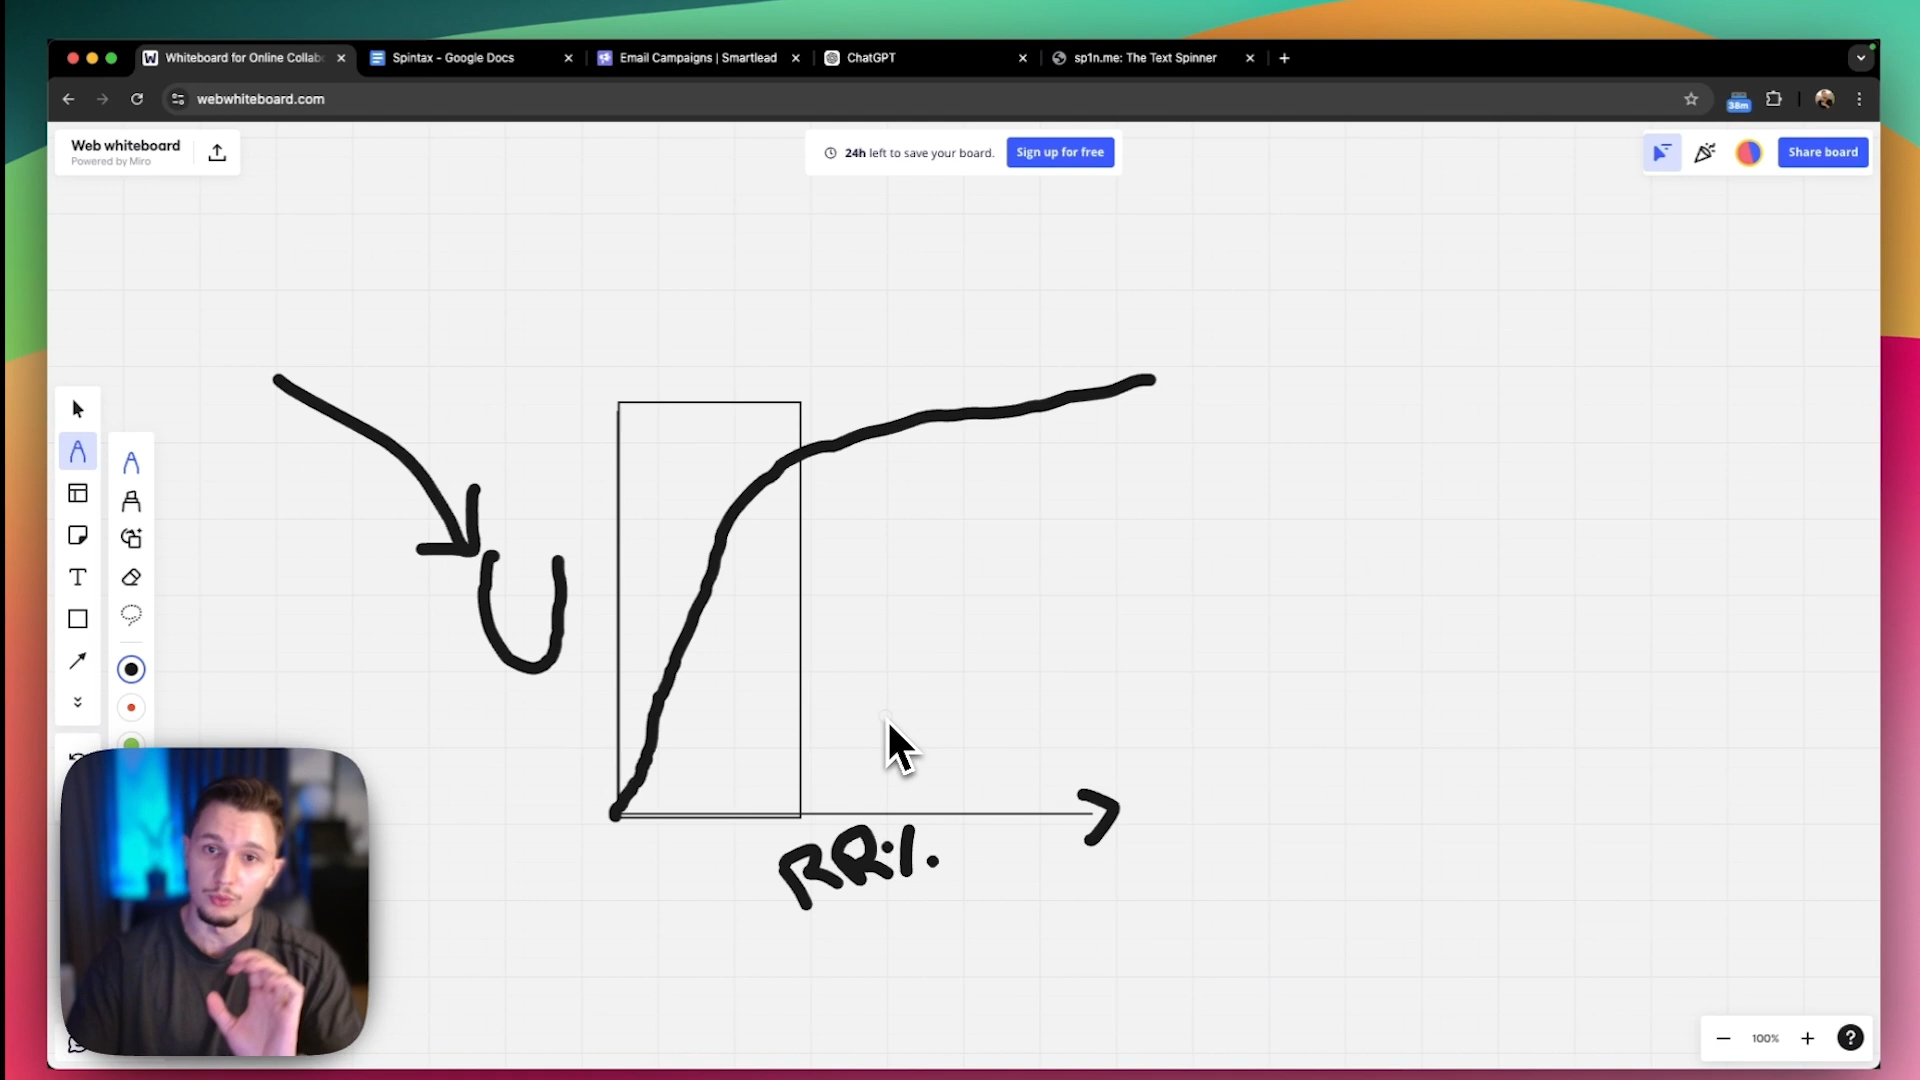 Whiteboard for Online Collab
Spintax - Google Docs
Email Campaigns | Smartlead
ChatGPT
sp1n.me: The Text Spinner
webwhiteboard.com
38m
Web whiteboard
Powered by Miro
24h left to save your board.
Sign up for free
Share board
T
U
RR%.
100%
?